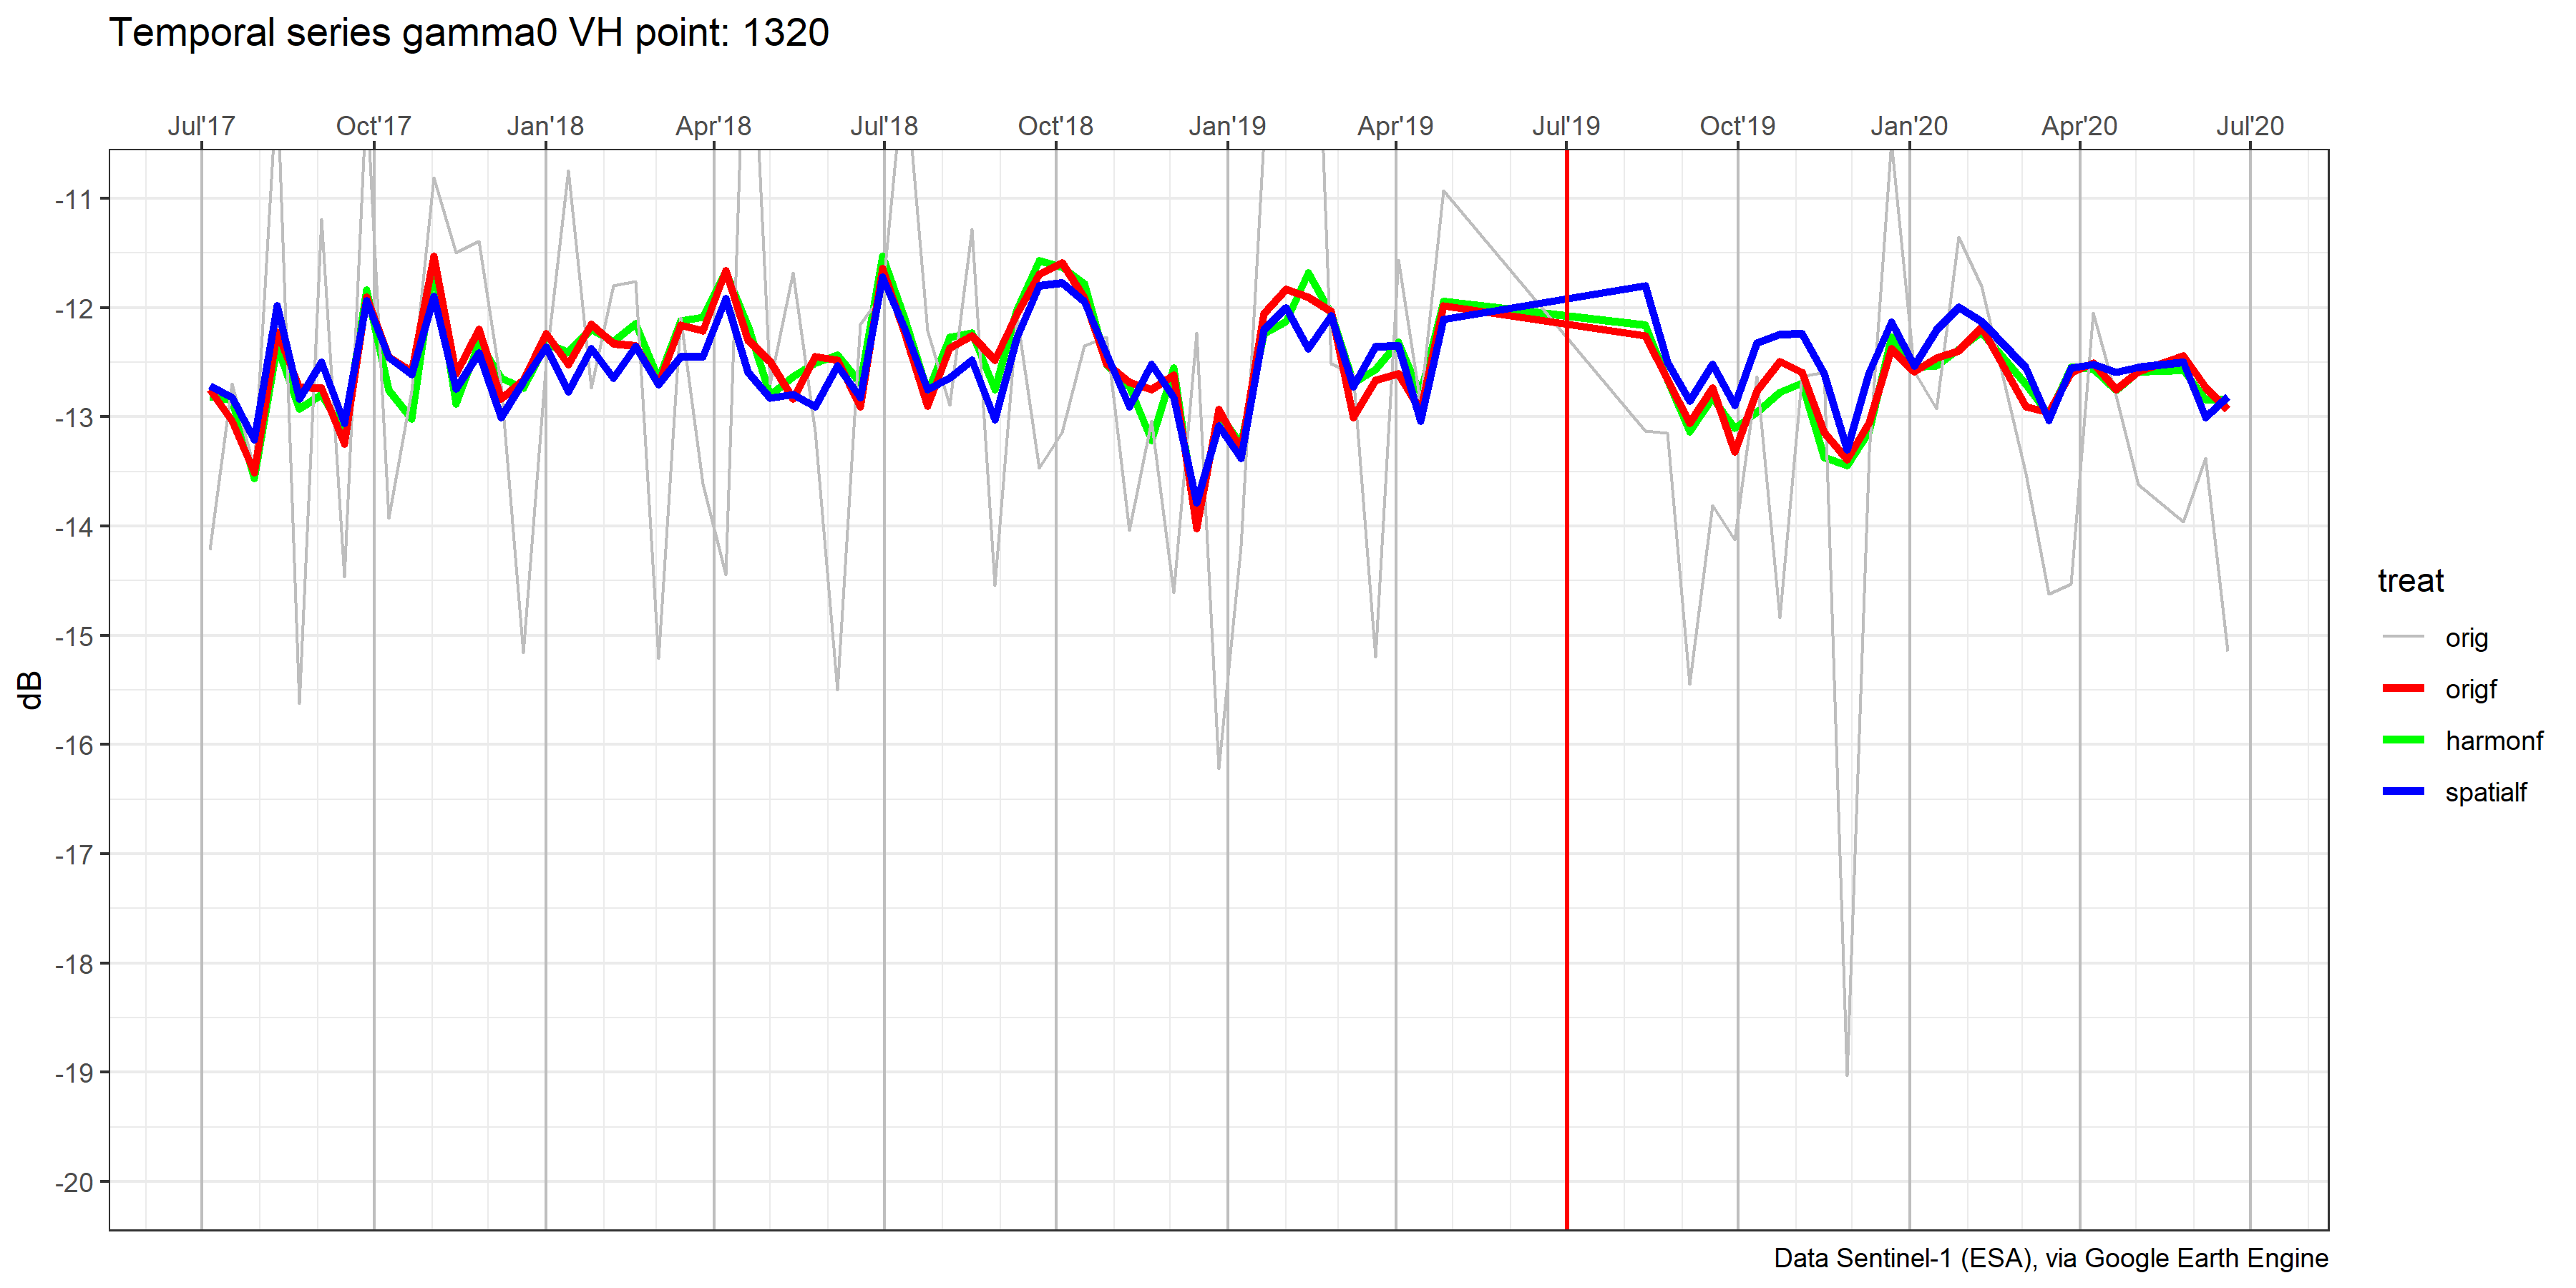 Temporal series gamma0 VH point: 1320
Jul'17 Oct'17 Jan'18 Apr'18 Jul'18 Oct'18 Jan'19 Apr'19 Jul'19 Oct'19 Jan'20 Apr'20 Jul'20
-11
-12
-13
-14
-15
-16
-17
-18
-19
-20
dB
treat
orig
origf
harmonf
spatialf
Data Sentinel-1 (ESA), via Google Earth Engine